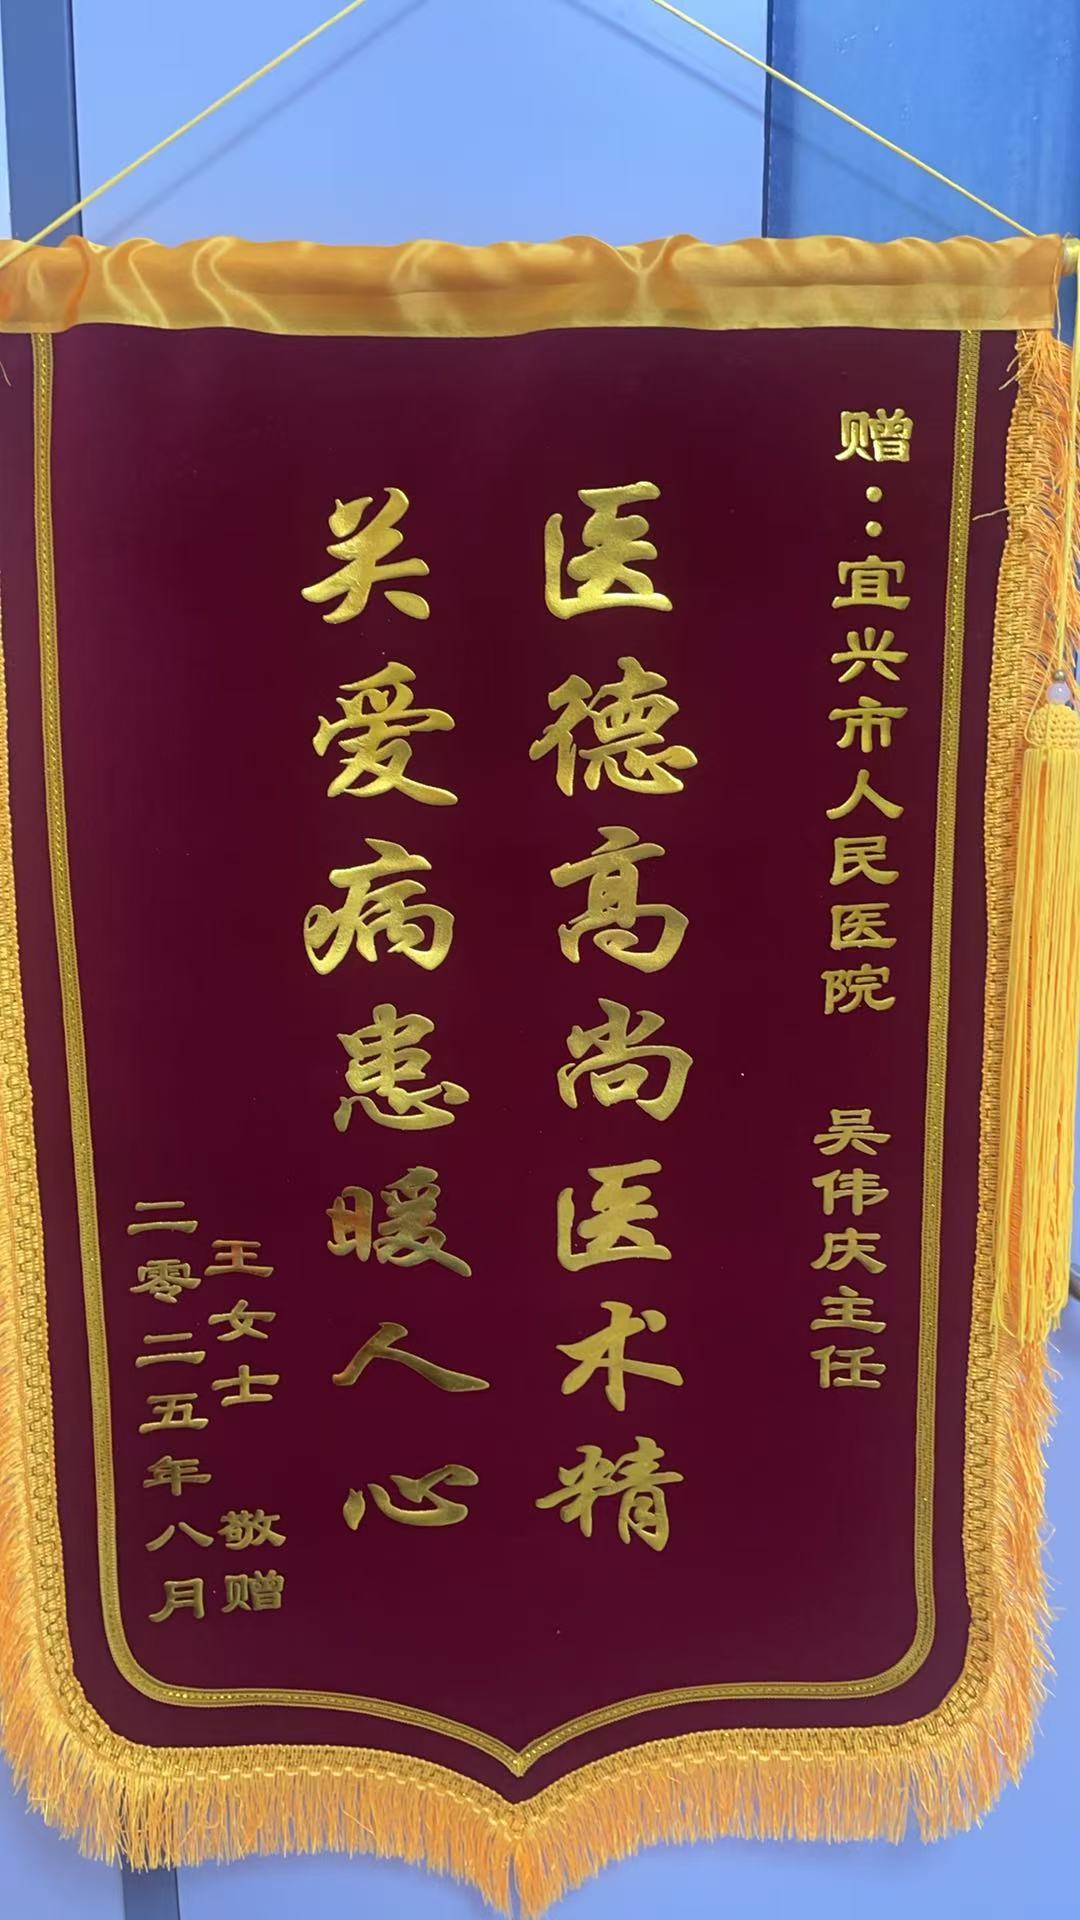 赠：宜兴市人民医院 吴伟庆主任
医德高尚医术精
关爱病患暖人心
王女士 敬赠
二零二五年八月